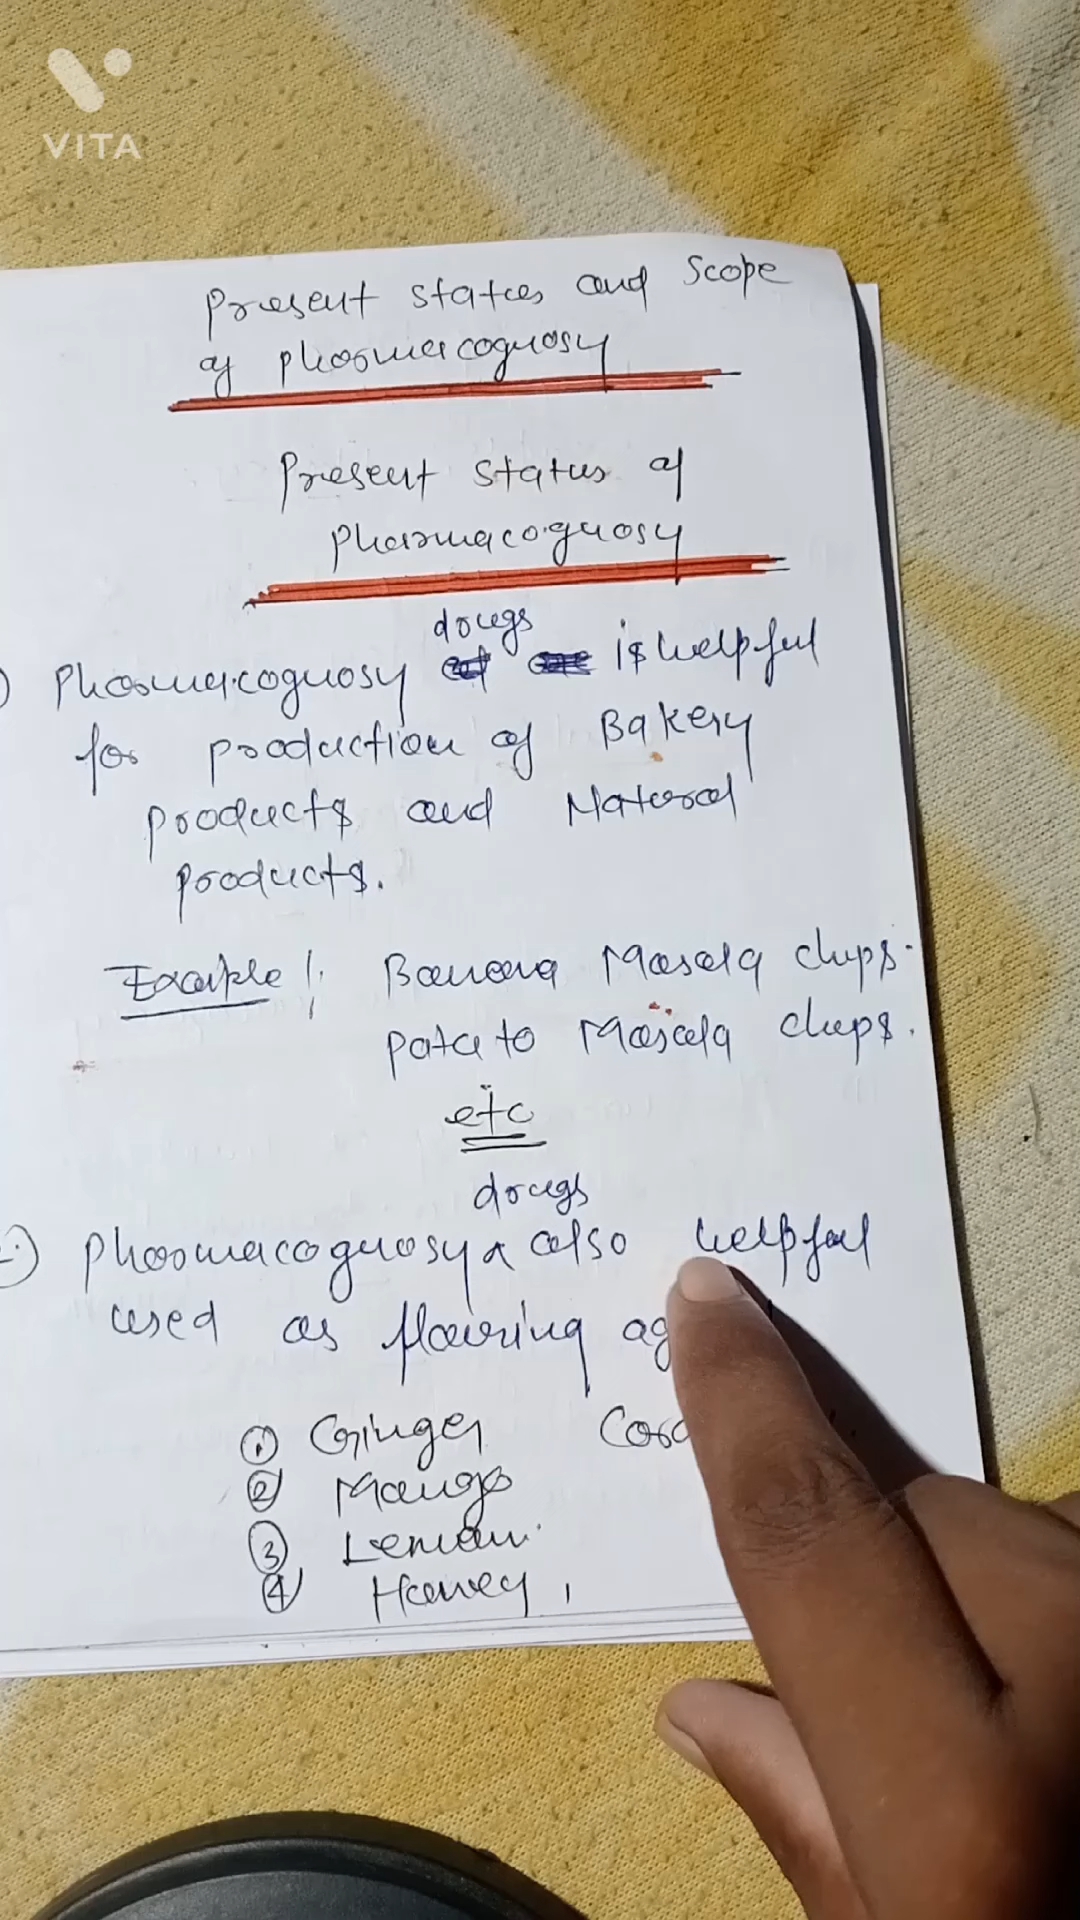 VITA
Present status and Scope
of pharmacognosy
Present status of
pharmacognosy
drugs
Pharmacognosy is helpful
for production of Bakery
products and Natural
products.
Example
Banana Masala chips.
potato Masala chips.
etc
drugs
pharmacognosy also helpful
used as flavring
① Ginger
② Mango
③ Lemon
④ Honey,